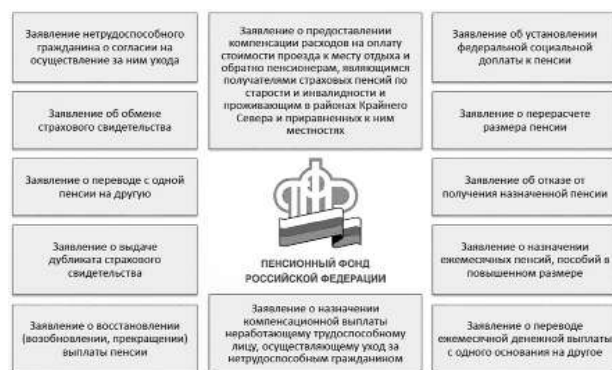 Заявление нетрудоспособного
гражданина о согласии на
осуществление за ним ухода
Заявление об обмене
страхового свидетельства
Заявление о переводе с одной
пенсии на другую
Заявление о выдаче
дубликата страхового
свидетельства
Заявление о восстановлении
(возобновлении, прекращении)
выплаты пенсии
Заявление о предоставлении
компенсации расходов на оплату
стоимости проезда к месту отдыха и
обратно пенсионерам, являющимся
получателями страховых пенсий по
старости и инвалидности и
проживающим в районах Крайнего
Севера и приравненных к ним
местностях
ПЕНСИОННЫЙ ФОНД
РОССИЙСКОЙ ФЕДЕРАЦИИ
Заявление о назначении
компенсационной выплаты
неработающему трудоспособному
лицу, осуществляющему уход за
нетрудоспособным гражданином
Заявление об установлении
федеральной социальной
доплаты к пенсии
Заявление о перерасчете
размера пенсии
Заявление об отказе от
получения назначенной пенсии
Заявление о назначении
ежемесячных пенсий, пособий в
повышенном размере
Заявление о переводе
ежемесячной денежной выплаты
с одного основания на другое